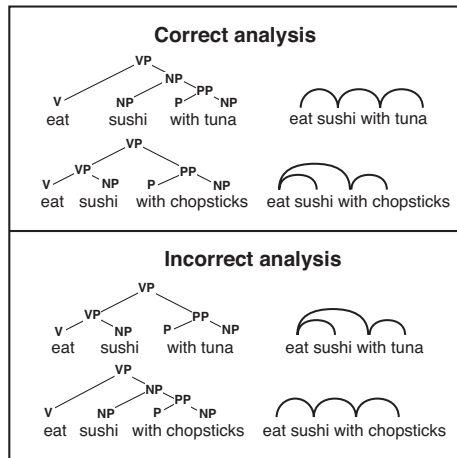 Correct analysis
VP
NP
PP
V NP P NP
eat sushi with tuna eat sushi with tuna
VP
VP PP
V NP P NP
eat sushi with chopsticks eat sushi with chopsticks
Incorrect analysis
VP
VP PP
V NP P NP
eat sushi with tuna eat sushi with tuna
VP
NP
PP
V NP P NP
eat sushi with chopsticks eat sushi with chopsticks